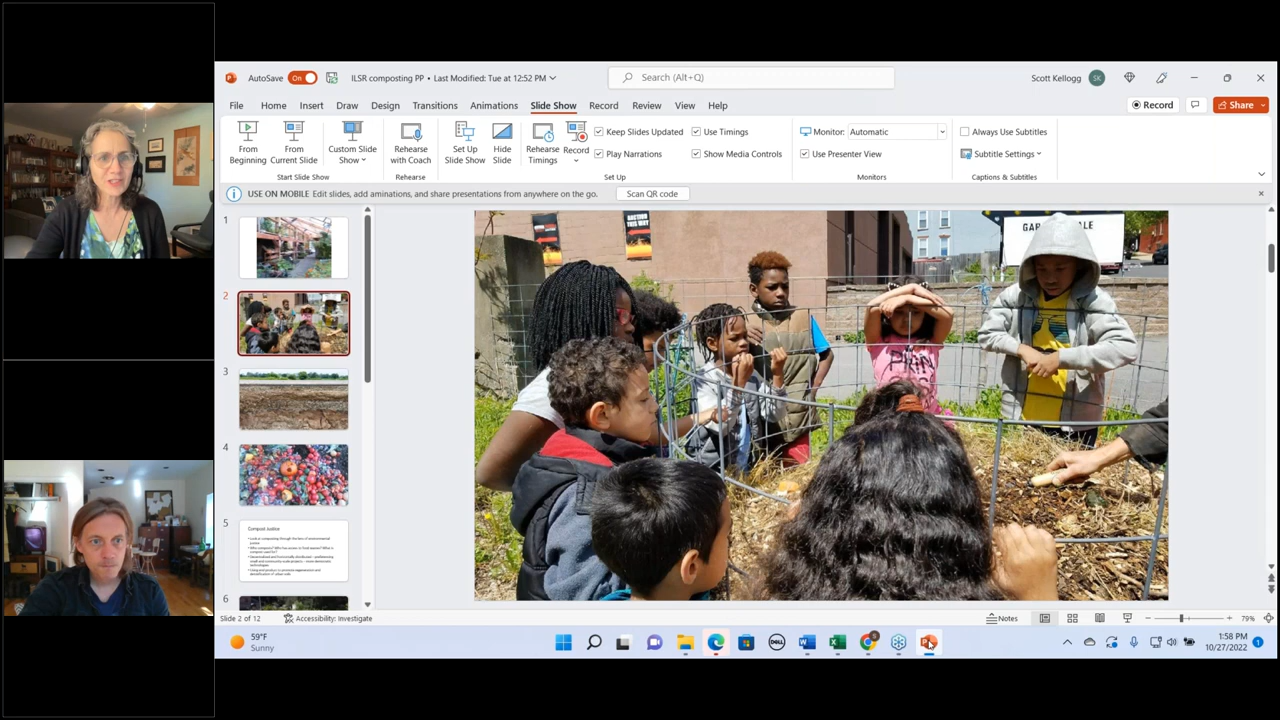 AutoSave On ILSR composting PP • Last Modified: Tue at 12:52 PM Search (Alt+Q) Scott Kellogg SK
File Home Insert Draw Design Transitions Animations Slide Show Record Review View Help Record Share
From Beginning
From Current Slide
Custom Slide Show
Start Slide Show
Rehearse with Coach
Rehearse
Set Up Slide Show
Hide Slide
Rehearse Timings
Record
Keep Slides Updated
Play Narrations
Use Timings
Show Media Controls
Set Up
Monitor: Automatic
Use Presenter View
Monitors
Always Use Subtitles
Subtitle Settings
Captions & Subtitles
USE ON MOBILE Edit slides, add aminations, and share presentations from anywhere on the go. Scan QR code
1
2
3
4
5
Compost Justice
6
AUCTION
THIS WAY
Slide 2 of 12 Accessibility: Investigate Notes 79%
59°F
Sunny
DELL
1:58 PM
10/27/2022
1